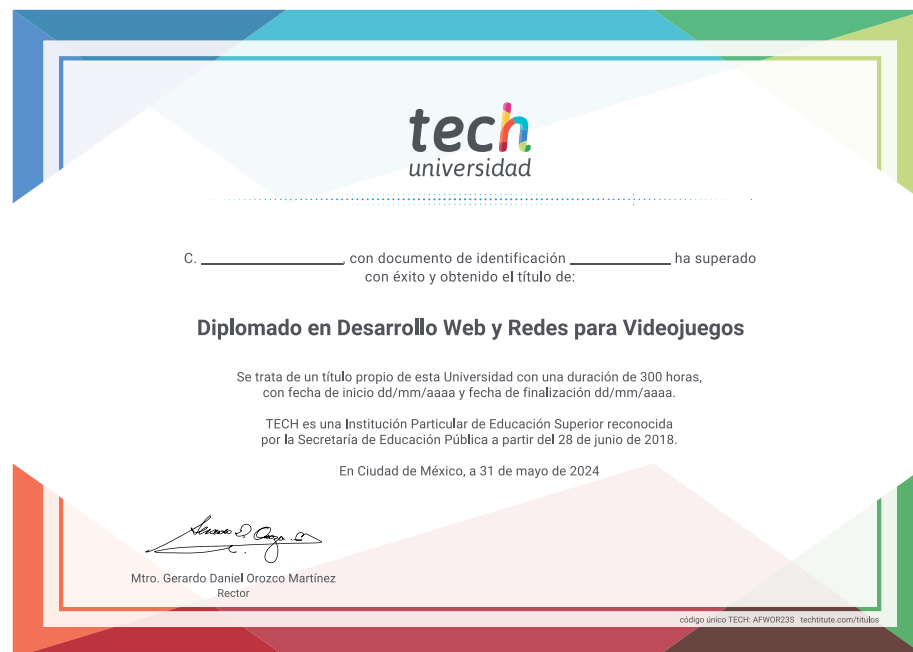 tech
universidad
C. ____________________, con documento de identificación ______________ ha superado
con éxito y obtenido el título de:
Diplomado en Desarrollo Web y Redes para Videojuegos
Se trata de un título propio de esta Universidad con una duración de 300 horas,
con fecha de inicio dd/mm/aaaa y fecha de finalización dd/mm/aaaa.
TECH es una Institución Particular de Educación Superior reconocida
por la Secretaría de Educación Pública a partir del 28 de junio de 2018.
En Ciudad de México, a 31 de mayo de 2024
Mtro. Gerardo Daniel Orozco Martínez
Rector
código único TECH: AFWOR23S techtitute.com/titulos